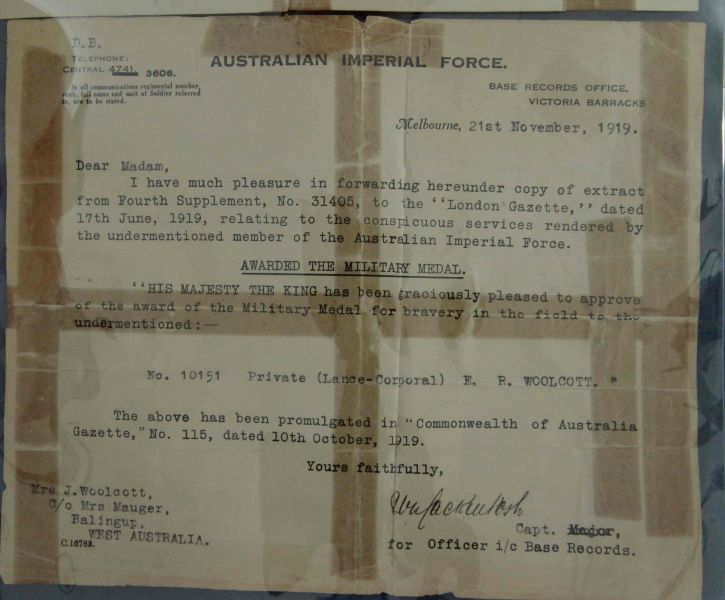 D.E.
TELEPHONE:
CENTRAL 4741 3606.
In all communications regimental number,
rank, full name and unit of Soldier referred
to, are to be stated.
AUSTRALIAN IMPERIAL FORCE.
BASE RECORDS OFFICE,
VICTORIA BARRACKS
Melbourne, 21st November, 1919.
Dear Madam,
I have much pleasure in forwarding hereunder copy of extract
from Fourth Supplement, No. 31405, to the "London Gazette," dated
17th June, 1919, relating to the conspicuous services rendered by
the undermentioned member of the Australian Imperial Force.
AWARDED THE MILITARY MEDAL.
"HIS MAJESTY THE KING has been graciously pleased to approve
of the award of the Military Medal for bravery in the field to the
undermentioned:—
No. 10151 Private (Lance-Corporal) E. R. WOOLCOTT. "
The above has been promulgated in "Commonwealth of Australia
Gazette," No. 115, dated 10th October, 1919.
Yours faithfully,
Mrs J. Woolcott,
C/o Mrs Mauger,
Balingup,
WEST AUSTRALIA.
C.16788.
Capt. Major,
for Officer i/c Base Records.